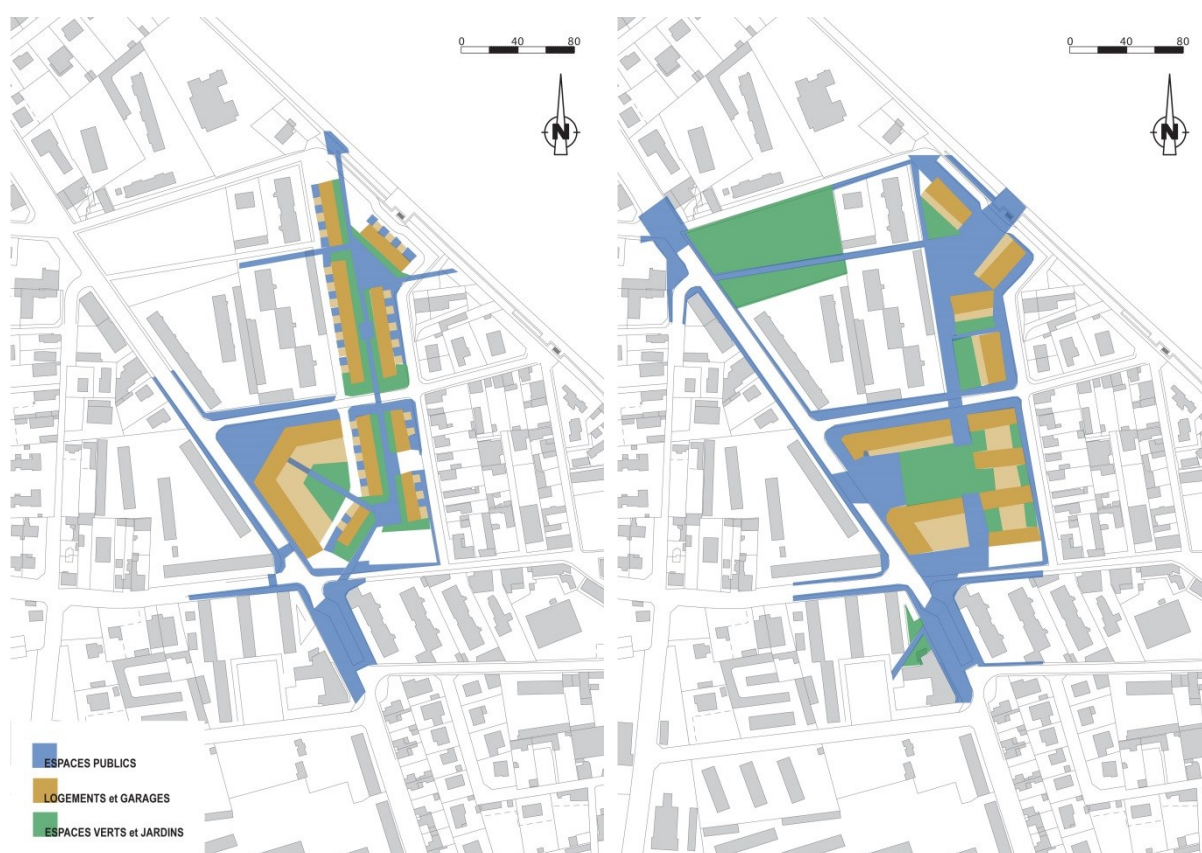 0 40 80
N
0 40 80
N
ESPACES PUBLICS
LOGEMENTS et GARAGES
ESPACES VERTS et JARDINS